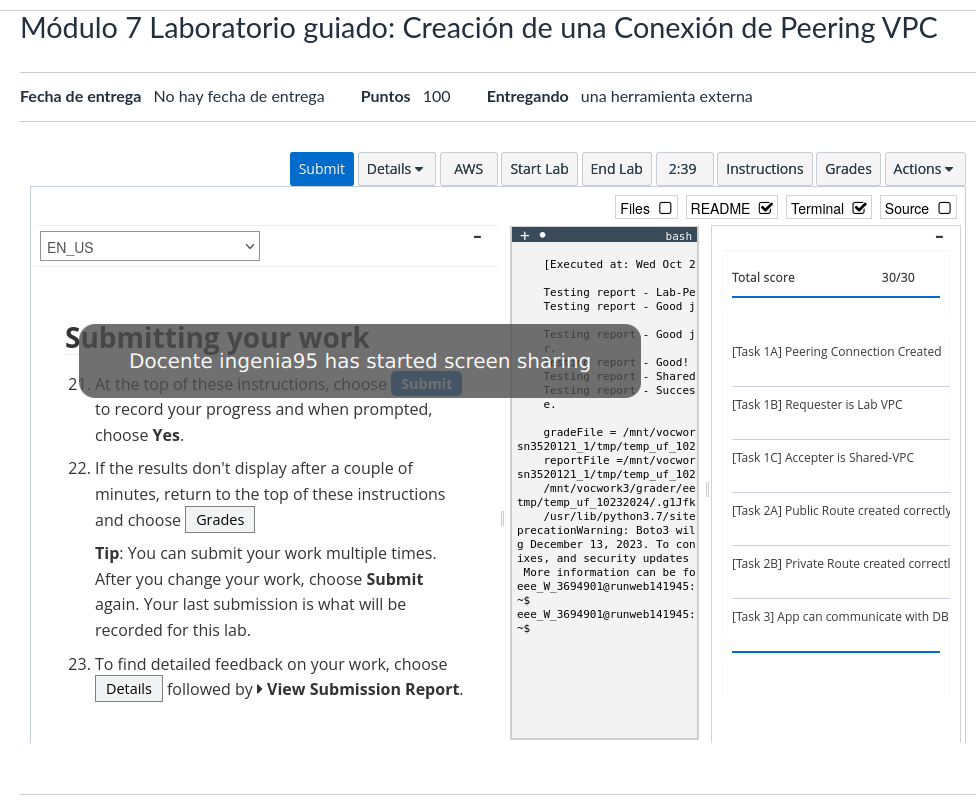 Módulo 7 Laboratorio guiado: Creación de una Conexión de Peering VPC
Fecha de entrega No hay fecha de entrega Puntos 100 Entregando una herramienta externa
Submit Details AWS Start Lab End Lab 2:39 Instructions Grades Actions
Files README Terminal Source
EN_US
Submitting your work
21. At the top of these instructions, choose Submit
to record your progress and when prompted,
choose Yes.
22. If the results don't display after a couple of
minutes, return to the top of these instructions
and choose Grades
Tip: You can submit your work multiple times.
After you change your work, choose Submit
again. Your last submission is what will be
recorded for this lab.
23. To find detailed feedback on your work, choose
Details followed by View Submission Report.
Docente ingenia95 has started screen sharing
bash
[Executed at: Wed Oct 2
Testing report - Lab-Pe
Testing report - Good j
Testing report - Good j
r.
Testing report - Good!
Testing report - Shared
Testing report - Succes
e.
gradeFile = /mnt/vocwor
sn3520121_1/tmp/temp_uf_102
reportFile =/mnt/vocwor
sn3520121_1/tmp/temp_uf_102
/mnt/vocwork3/grader/ee
tmp/temp_uf_10232024/.g1Jfk
/usr/lib/python3.7/site
precationWarning: Boto3 wil
g December 13, 2023. To con
ixes, and security updates
More information can be fo
eee_W_3694901@runweb141945:
~$
eee_W_3694901@runweb141945:
~$
Total score 30/30
[Task 1A] Peering Connection Created
[Task 1B] Requester is Lab VPC
[Task 1C] Accepter is Shared-VPC
[Task 2A] Public Route created correctly
[Task 2B] Private Route created correctl
[Task 3] App can communicate with DB